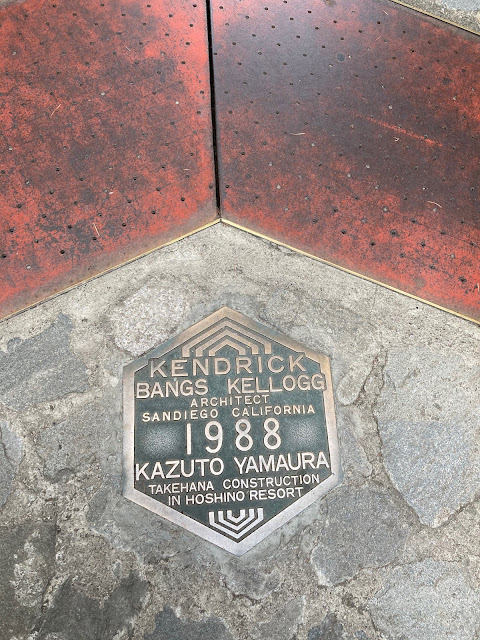 KENDRICK
BANGS KELLOGG
ARCHITECT
SANDIEGO CALIFORNIA
1988
KAZUTO YAMAURA
TAKEHANA CONSTRUCTION
IN HOSHINO RESORT